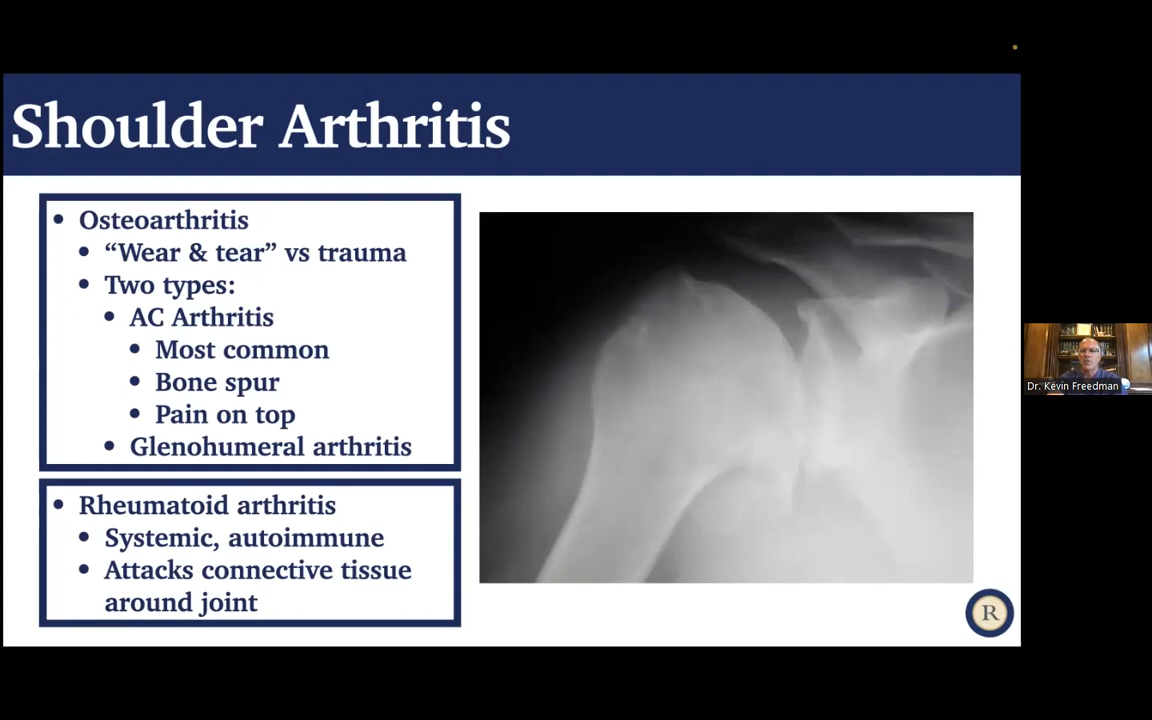 Shoulder Arthritis
• Osteoarthritis
• “Wear & tear” vs trauma
• Two types:
• AC Arthritis
• Most common
• Bone spur
• Pain on top
• Glenohumeral arthritis
• Rheumatoid arthritis
• Systemic, autoimmune
• Attacks connective tissue
around joint
R
Dr. Kevin Freedman